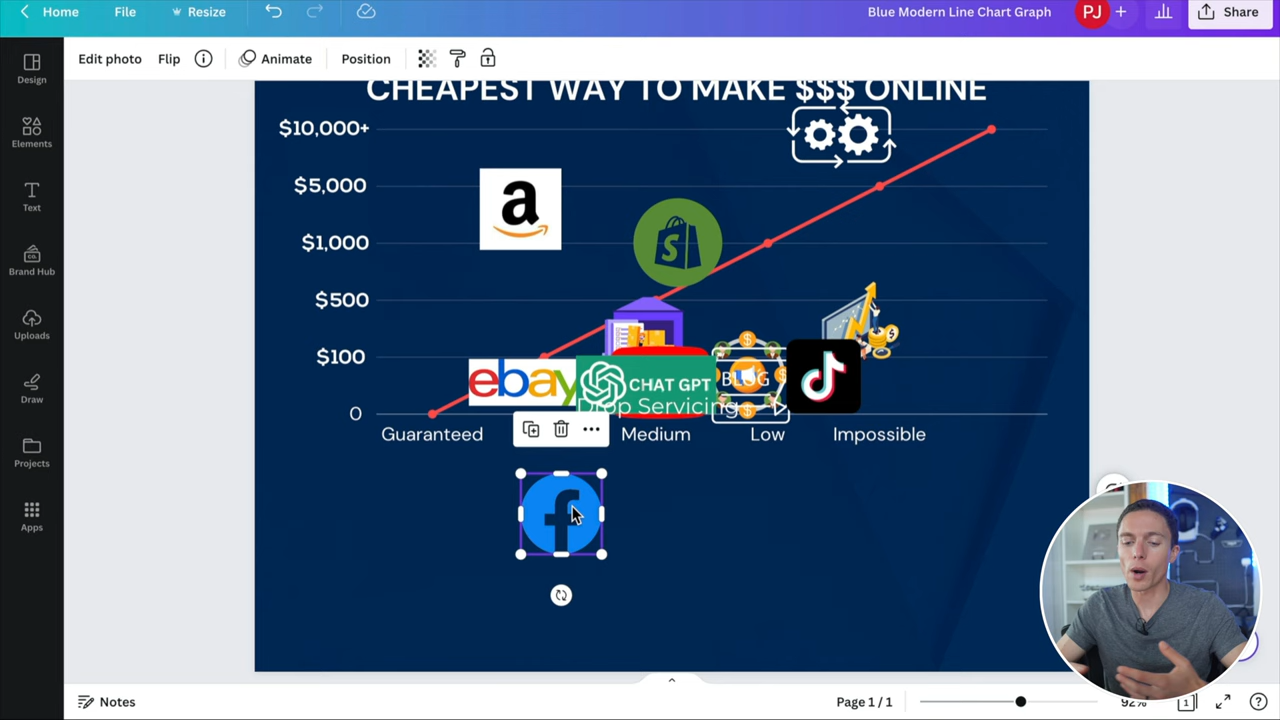 Home File Resize Blue Modern Line Chart Graph PJ + Share
Edit photo Flip Animate Position
Design
Elements
Text
Brand Hub
Uploads
Draw
Projects
Apps
CHEAPEST WAY TO MAKE $$$ ONLINE
$10,000+
$5,000
$1,000
$500
$100
0
a
S
ebay
CHAT GPT
BLOG
Drop Servicing
Guaranteed Medium Low Impossible
f
Notes Page 1 / 1 92% 1